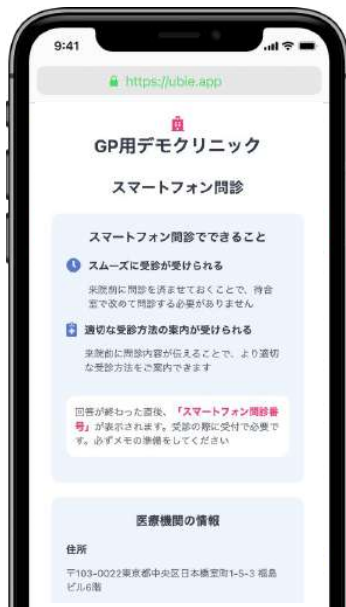 9:41
https://ubie.app
GP用デモクリニック
スマートフォン問診
スマートフォン問診でできること
スムーズに受診が受けられる
来院前に問診を済ませておくことで、待合
室で改めて問診する必要がありません
適切な受診方法の案内が受けられる
来院前に問診内容が伝えることで、より適切
な受診方法をご案内できます
回答が終わった直後、「スマートフォン問診番
号」が表示されます。受診の際に受付で必要で
す。必ずメモの準備をしてください
医療機関の情報
住所
〒103-0022東京都中央区日本橋室町1-5-3 福島
ビル6階